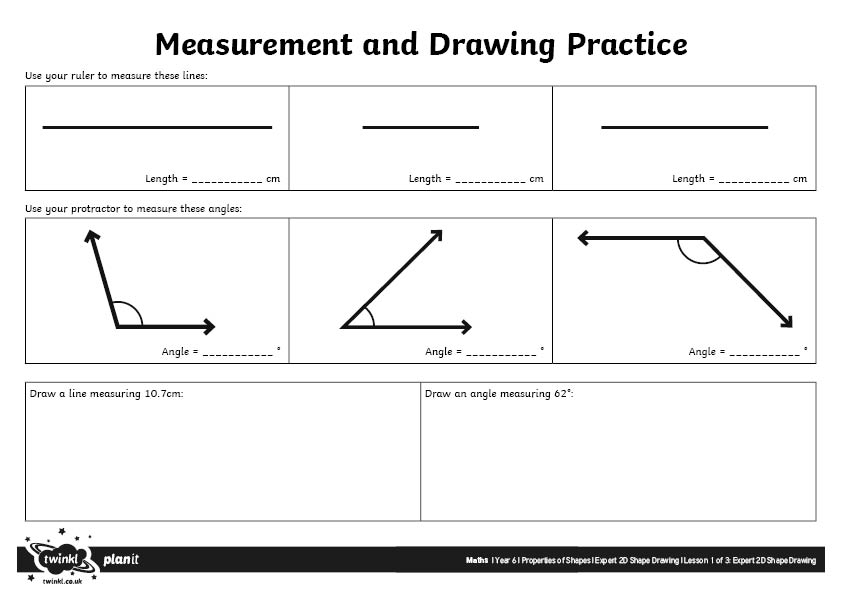 Measurement and Drawing Practice
Use your ruler to measure these lines:
Length = ___________ cm
Length = ___________ cm
Length = ___________ cm
Use your protractor to measure these angles:
Angle = ___________ °
Angle = ___________ °
Angle = ___________ °
Draw a line measuring 10.7cm:
Draw an angle measuring 62°:
twinkl planit
Maths | Year 6 | Properties of Shapes | Expert 2D Shape Drawing | Lesson 1 of 3: Expert 2D Shape Drawing
twinkl.co.uk